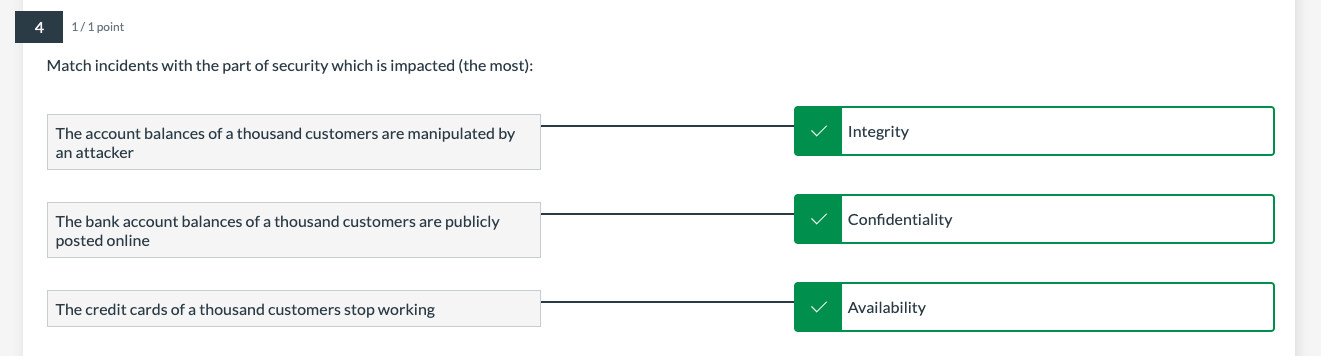 4
1 / 1 point
Match incidents with the part of security which is impacted (the most):
The account balances of a thousand customers are manipulated by
an attacker
Integrity
The bank account balances of a thousand customers are publicly
posted online
Confidentiality
The credit cards of a thousand customers stop working
Availability